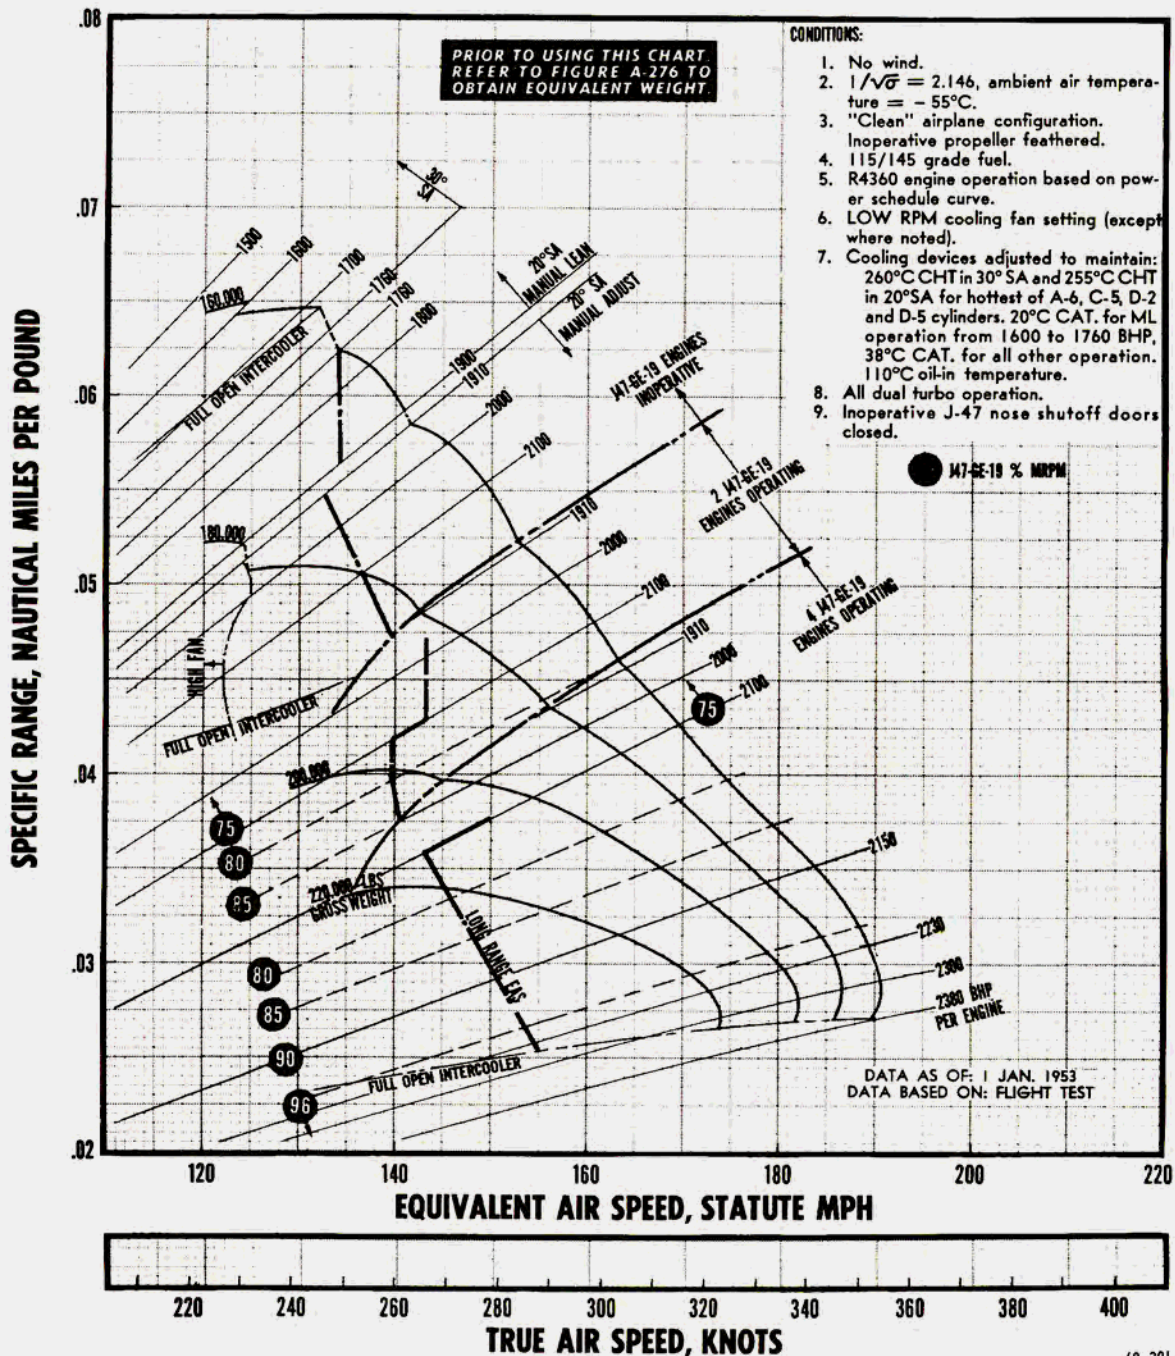 PRIOR TO USING THIS CHART
REFER TO FIGURE A-276 TO
OBTAIN EQUIVALENT WEIGHT.
CONDITIONS:
1. No wind.
2. 1/√σ = 2.146, ambient air tempera-
ture = - 55°C.
3. "Clean" airplane configuration.
Inoperative propeller feathered.
4. 115/145 grade fuel.
5. R4360 engine operation based on pow-
er schedule curve.
6. LOW RPM cooling fan setting (except
where noted).
7. Cooling devices adjusted to maintain:
260°C CHT in 30° SA and 255°C CHT
in 20°SA for hottest of A-6, C-5, D-2
and D-5 cylinders. 20°C CAT. for ML
operation from 1600 to 1760 BHP,
38°C CAT. for all other operation.
110°C oil-in temperature.
8. All dual turbo operation.
9. Inoperative J-47 nose shutoff doors
closed.
J47-GE-19 % MRPM
SPECIFIC RANGE, NAUTICAL MILES PER POUND
.08
.07
.06
.05
.04
.03
.02
30°
SA
20°SA
MANUAL LEAN
20° SA
MANUAL ADJUST
1500
1600
1700
1760
1760
1800
1900
1910
2000
2100
160,000
FULL OPEN INTERCOOLER
J47-GE-19 ENGINES
INOPERATIVE
2 J47-GE-19
ENGINES OPERATING
4 J47-GE-19
ENGINES OPERATING
1910
2000
2100
1910
2000
2100
75
180,000
HIGH FAN
FULL OPEN INTERCOOLER
200,000
75
80
85
220,000-LBS
GROSS WEIGHT
LONG RANGE EAS
2150
2230
2300
2380 BHP
PER ENGINE
80
85
90
96
FULL OPEN INTERCOOLER
DATA AS OF: 1 JAN. 1953
DATA BASED ON: FLIGHT TEST
120 140 160 180 200 220
EQUIVALENT AIR SPEED, STATUTE MPH
220 240 260 280 300 320 340 360 380 400
TRUE AIR SPEED, KNOTS